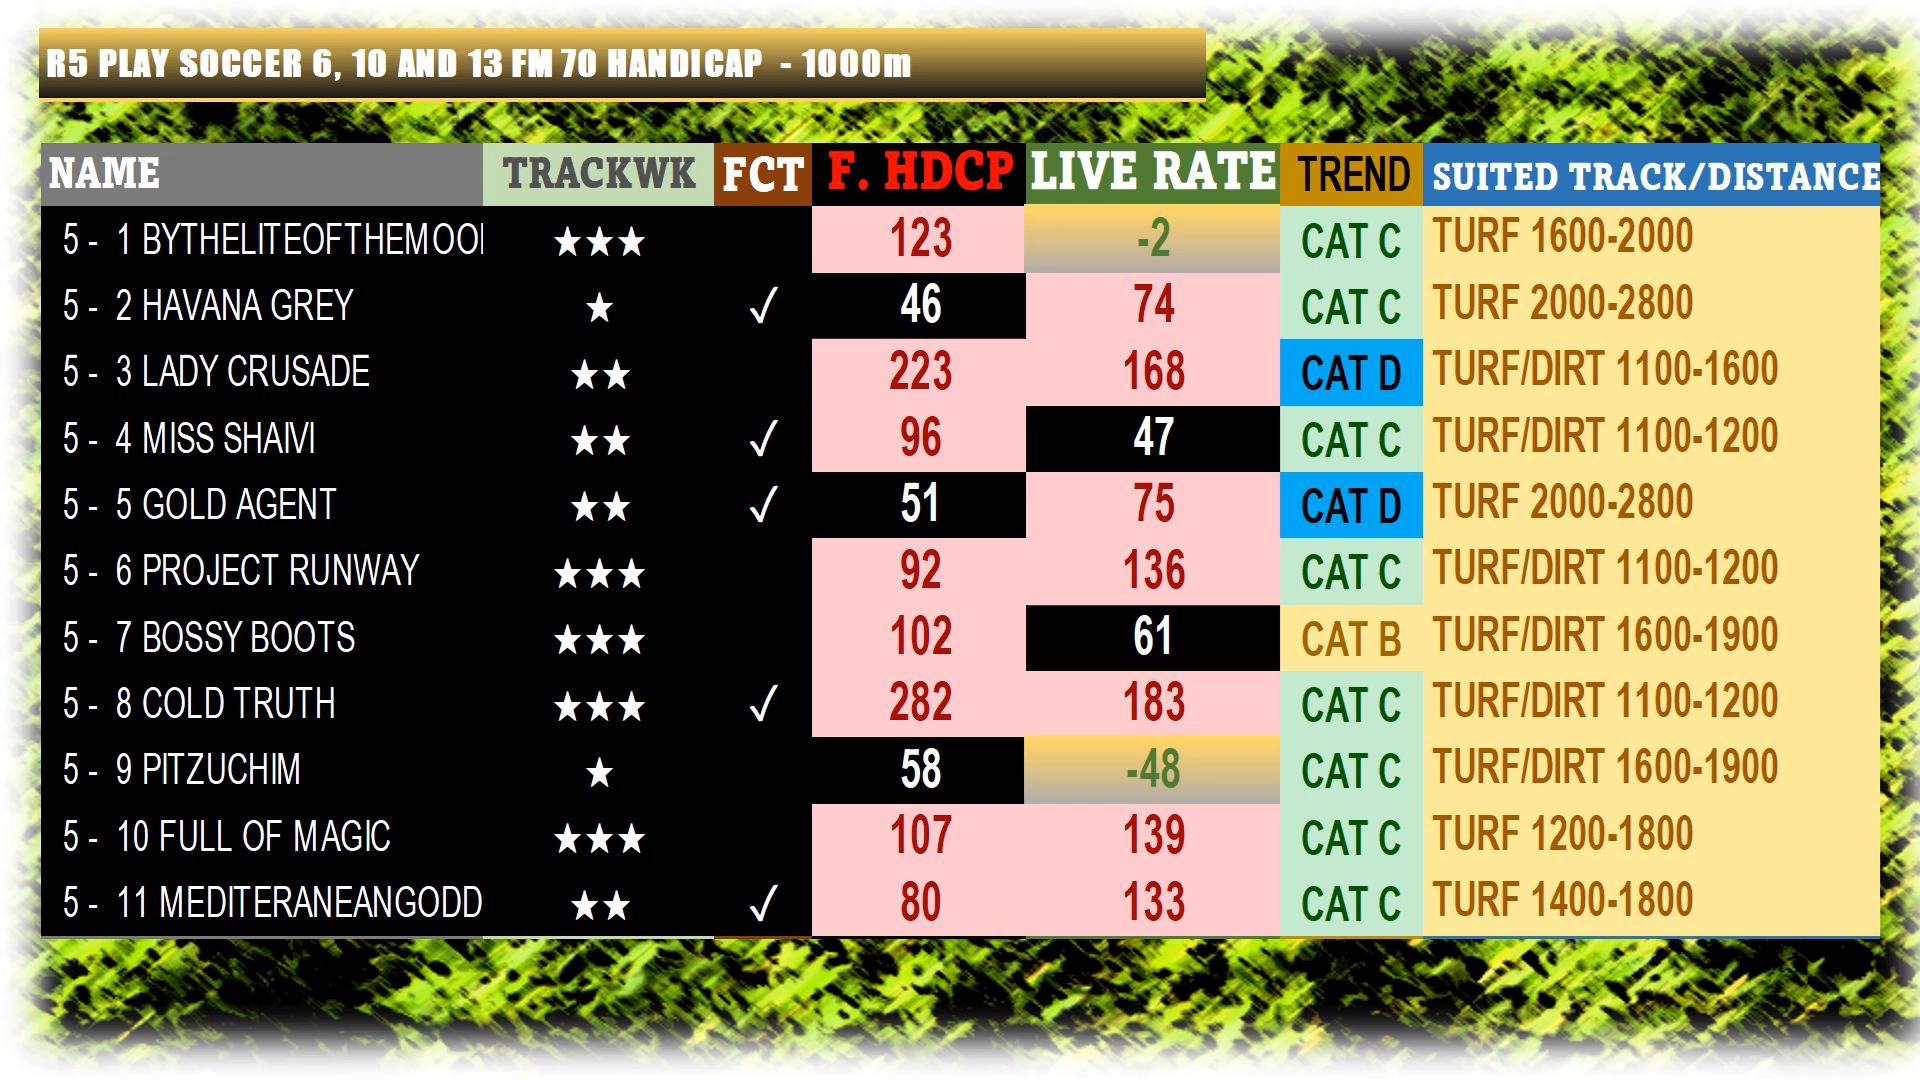 R5 PLAY SOCCER 6, 10 AND 13 FM 70 HANDICAP - 1000m
NAME TRACKWK FCT F. HDCP LIVE RATE TREND SUITED TRACK/DISTANCE
5 - 1 BYTHELITEOFTHEMOO ★★★ 123 -2 CAT C TURF 1600-2000
5 - 2 HAVANA GREY ★ ✓ 46 74 CAT C TURF 2000-2800
5 - 3 LADY CRUSADE ★★ 223 168 CAT D TURF/DIRT 1100-1600
5 - 4 MISS SHAIVI ★★ ✓ 96 47 CAT C TURF/DIRT 1100-1200
5 - 5 GOLD AGENT ★★ ✓ 51 75 CAT D TURF 2000-2800
5 - 6 PROJECT RUNWAY ★★★ 92 136 CAT C TURF/DIRT 1100-1200
5 - 7 BOSSY BOOTS ★★★ 102 61 CAT B TURF/DIRT 1600-1900
5 - 8 COLD TRUTH ★★★ ✓ 282 183 CAT C TURF/DIRT 1100-1200
5 - 9 PITZUCHIM ★ 58 -48 CAT C TURF/DIRT 1600-1900
5 - 10 FULL OF MAGIC ★★★ 107 139 CAT C TURF 1200-1800
5 - 11 MEDITERANEANGODD ★★ ✓ 80 133 CAT C TURF 1400-1800